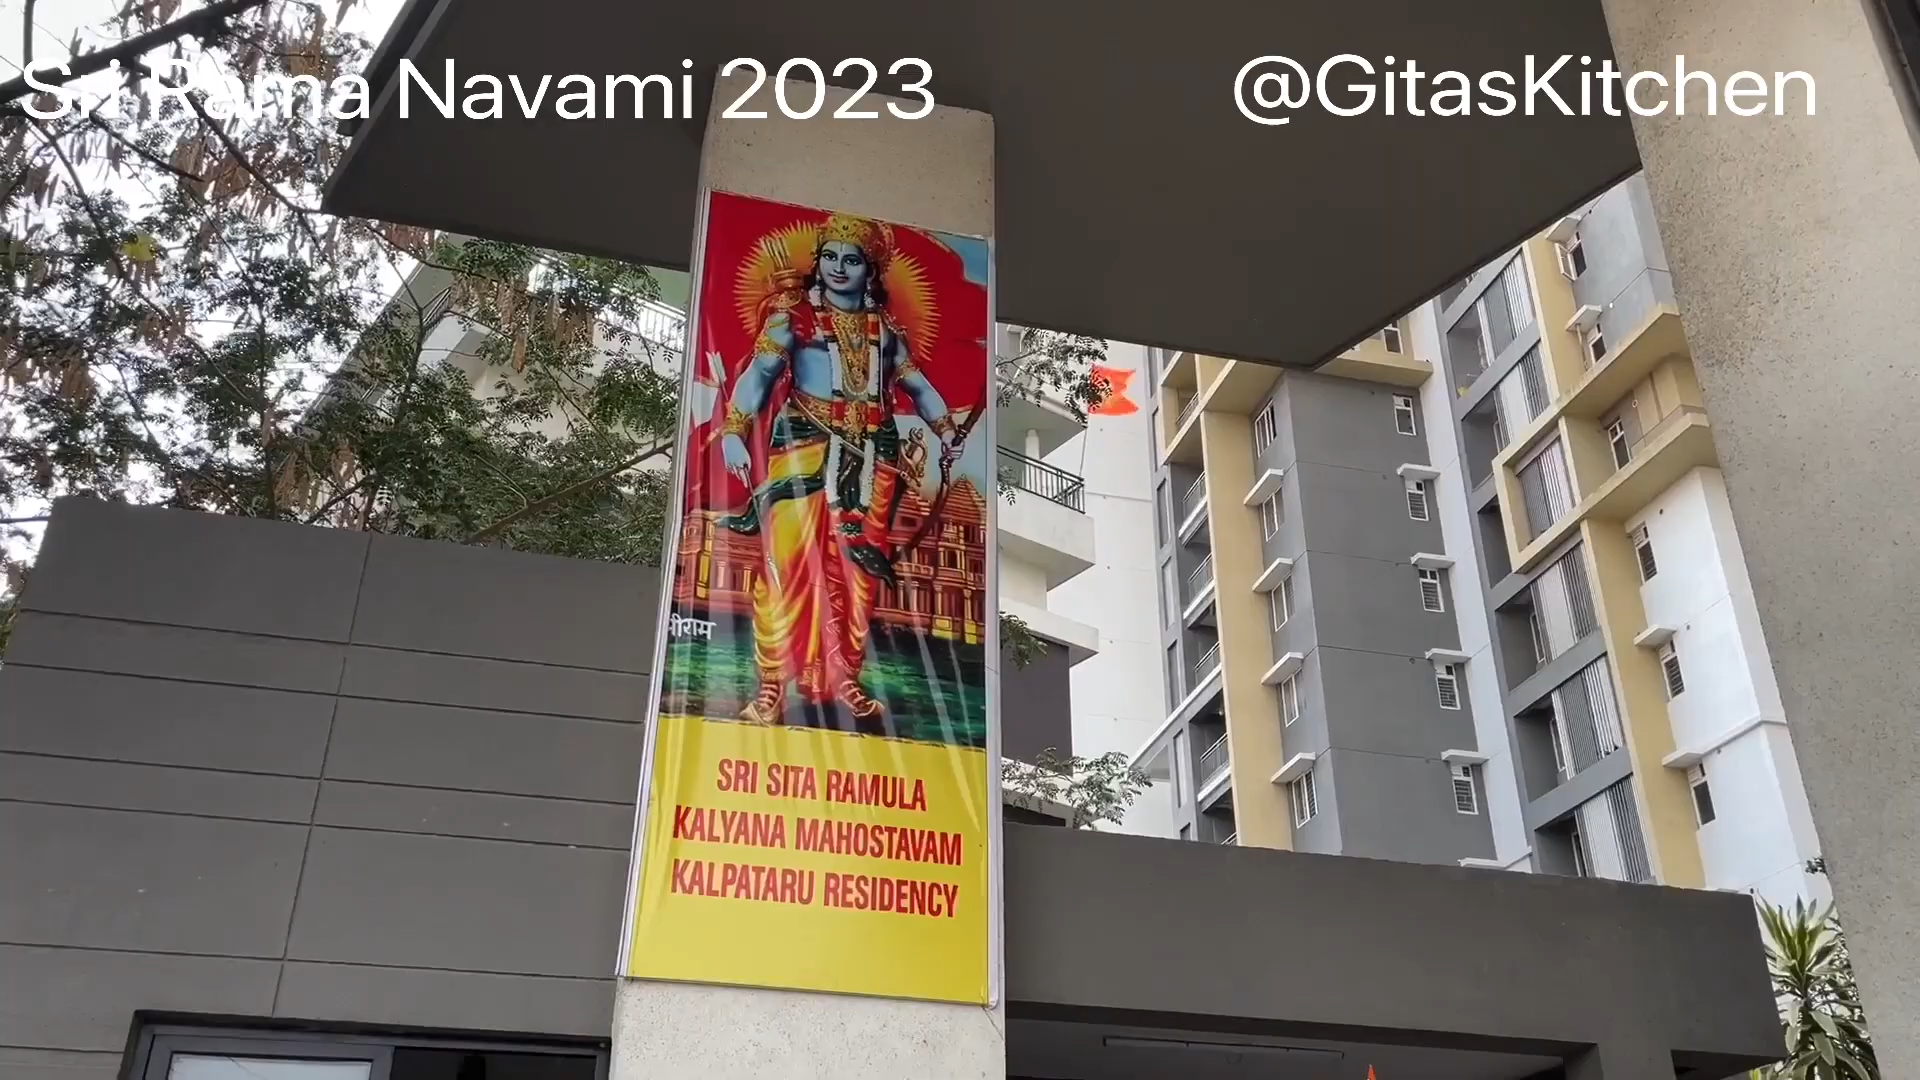 Sri Rama Navami 2023
@GitasKitchen
SRI SITA RAMULA
KALYANA MAHOSTAVAM
KALPATARU RESIDENCY